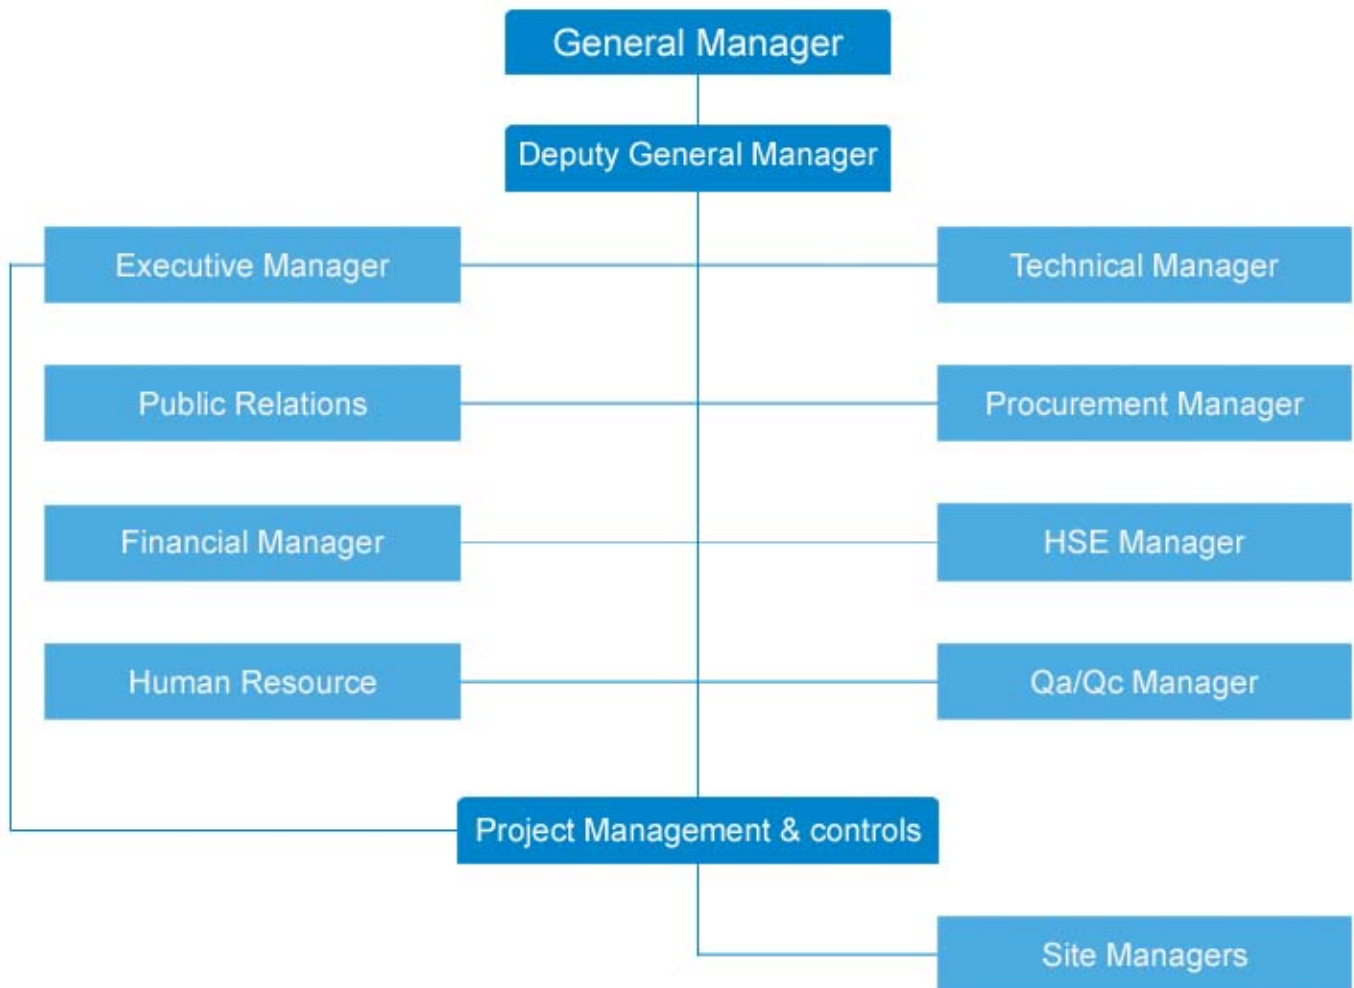 General Manager
Deputy General Manager
Executive Manager
Technical Manager
Public Relations
Procurement Manager
Financial Manager
HSE Manager
Human Resource
Qa/Qc Manager
Project Management & controls
Site Managers